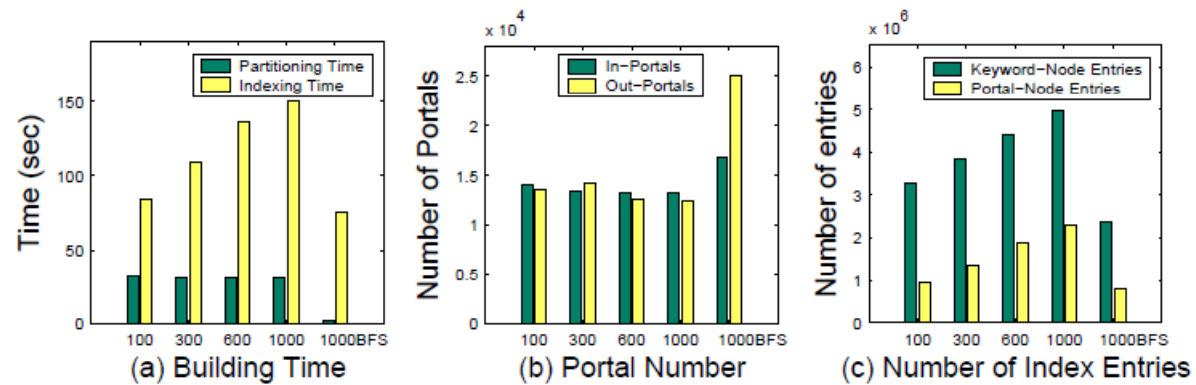 x 10^4
x 10^6
Partitioning Time
Indexing Time
In-Portals
Out-Portals
Keyword-Node Entries
Portal-Node Entries
Time (sec)
150
100
50
0
Number of Portals
2.5
2
1.5
1
0.5
0
Number of entries
6
5
4
3
2
1
0
100 300 600 1000 1000BFS
100 300 600 1000 1000BFS
100 300 600 1000 1000BFS
(a) Building Time
(b) Portal Number
(c) Number of Index Entries